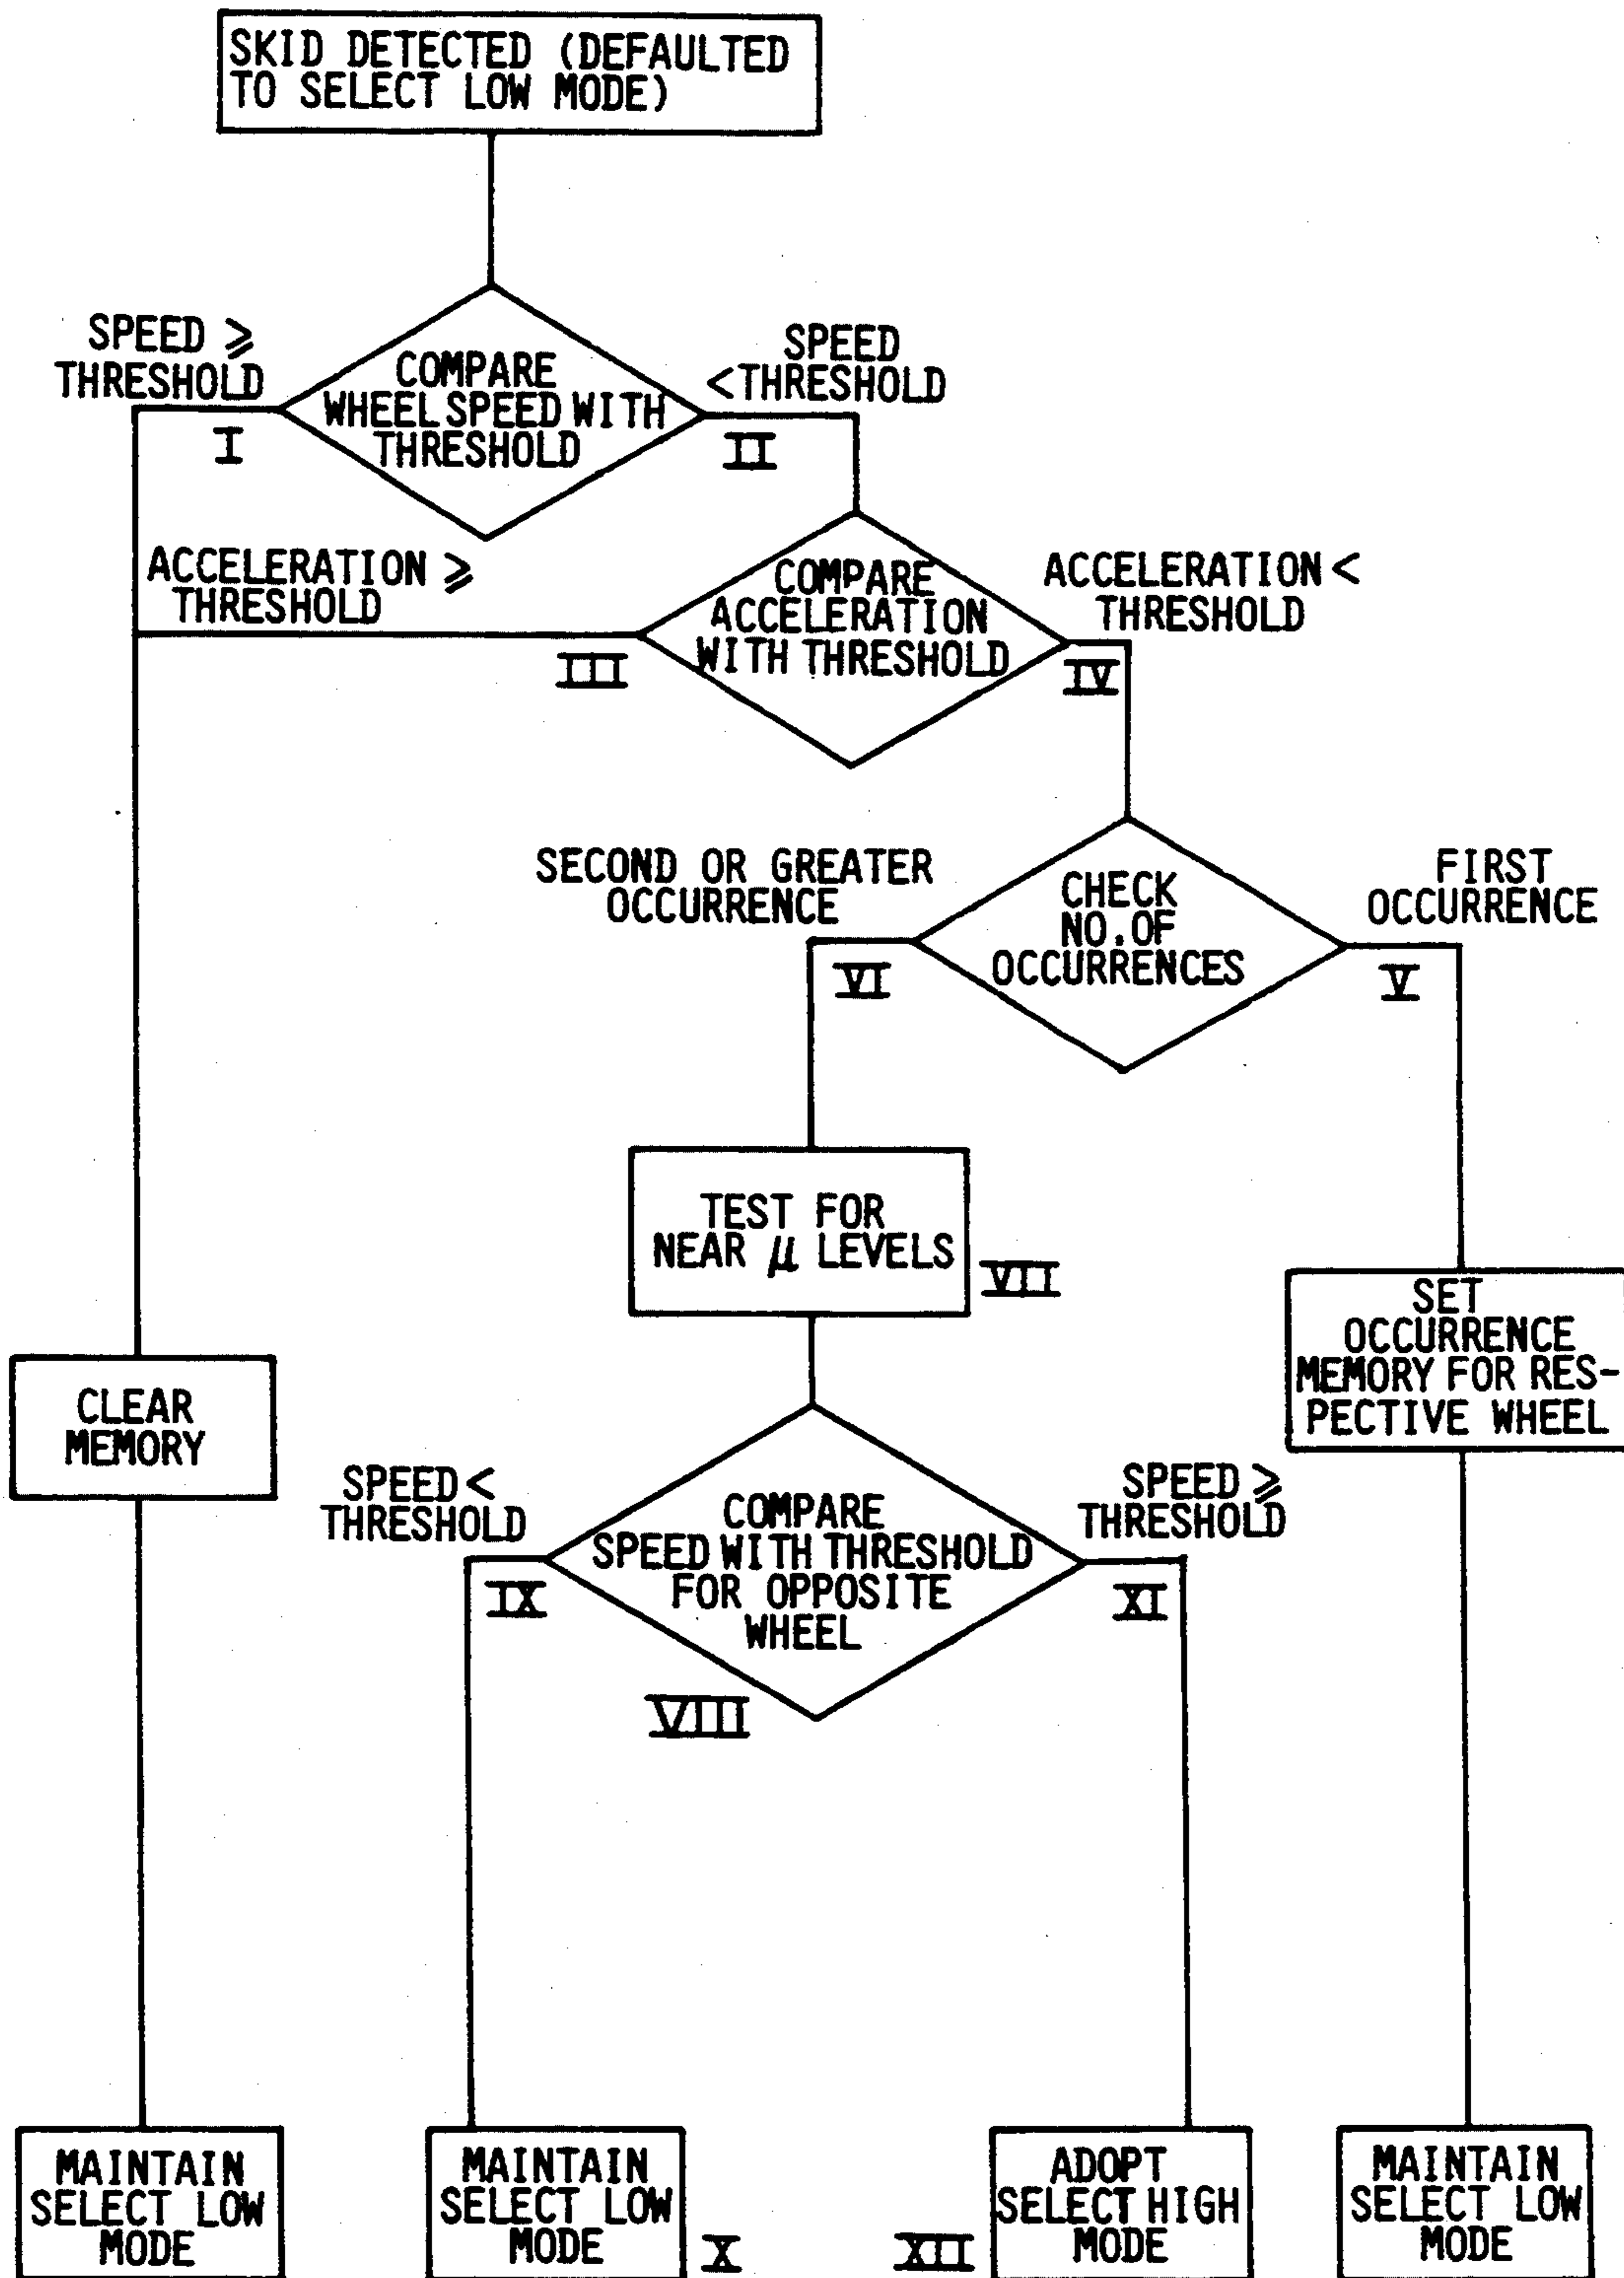 SKID DETECTED (DEFAULTED
TO SELECT LOW MODE)
SPEED ⩾
THRESHOLD
I
COMPARE
WHEEL SPEED WITH
THRESHOLD
SPEED
< THRESHOLD
II
ACCELERATION ⩾
THRESHOLD
III
COMPARE
ACCELERATION
WITH THRESHOLD
ACCELERATION <
THRESHOLD
IV
SECOND OR GREATER
OCCURRENCE
VI
CHECK
NO. OF
OCCURRENCES
FIRST
OCCURRENCE
V
TEST FOR
NEAR μ LEVELS
VII
SET
OCCURRENCE
MEMORY FOR RES-
PECTIVE WHEEL
CLEAR
MEMORY
SPEED <
THRESHOLD
IX
COMPARE
SPEED WITH THRESHOLD
FOR OPPOSITE
WHEEL
VIII
SPEED ⩾
THRESHOLD
XI
MAINTAIN
SELECT LOW
MODE
MAINTAIN
SELECT LOW
MODE
X
XII
ADOPT
SELECT HIGH
MODE
MAINTAIN
SELECT LOW
MODE